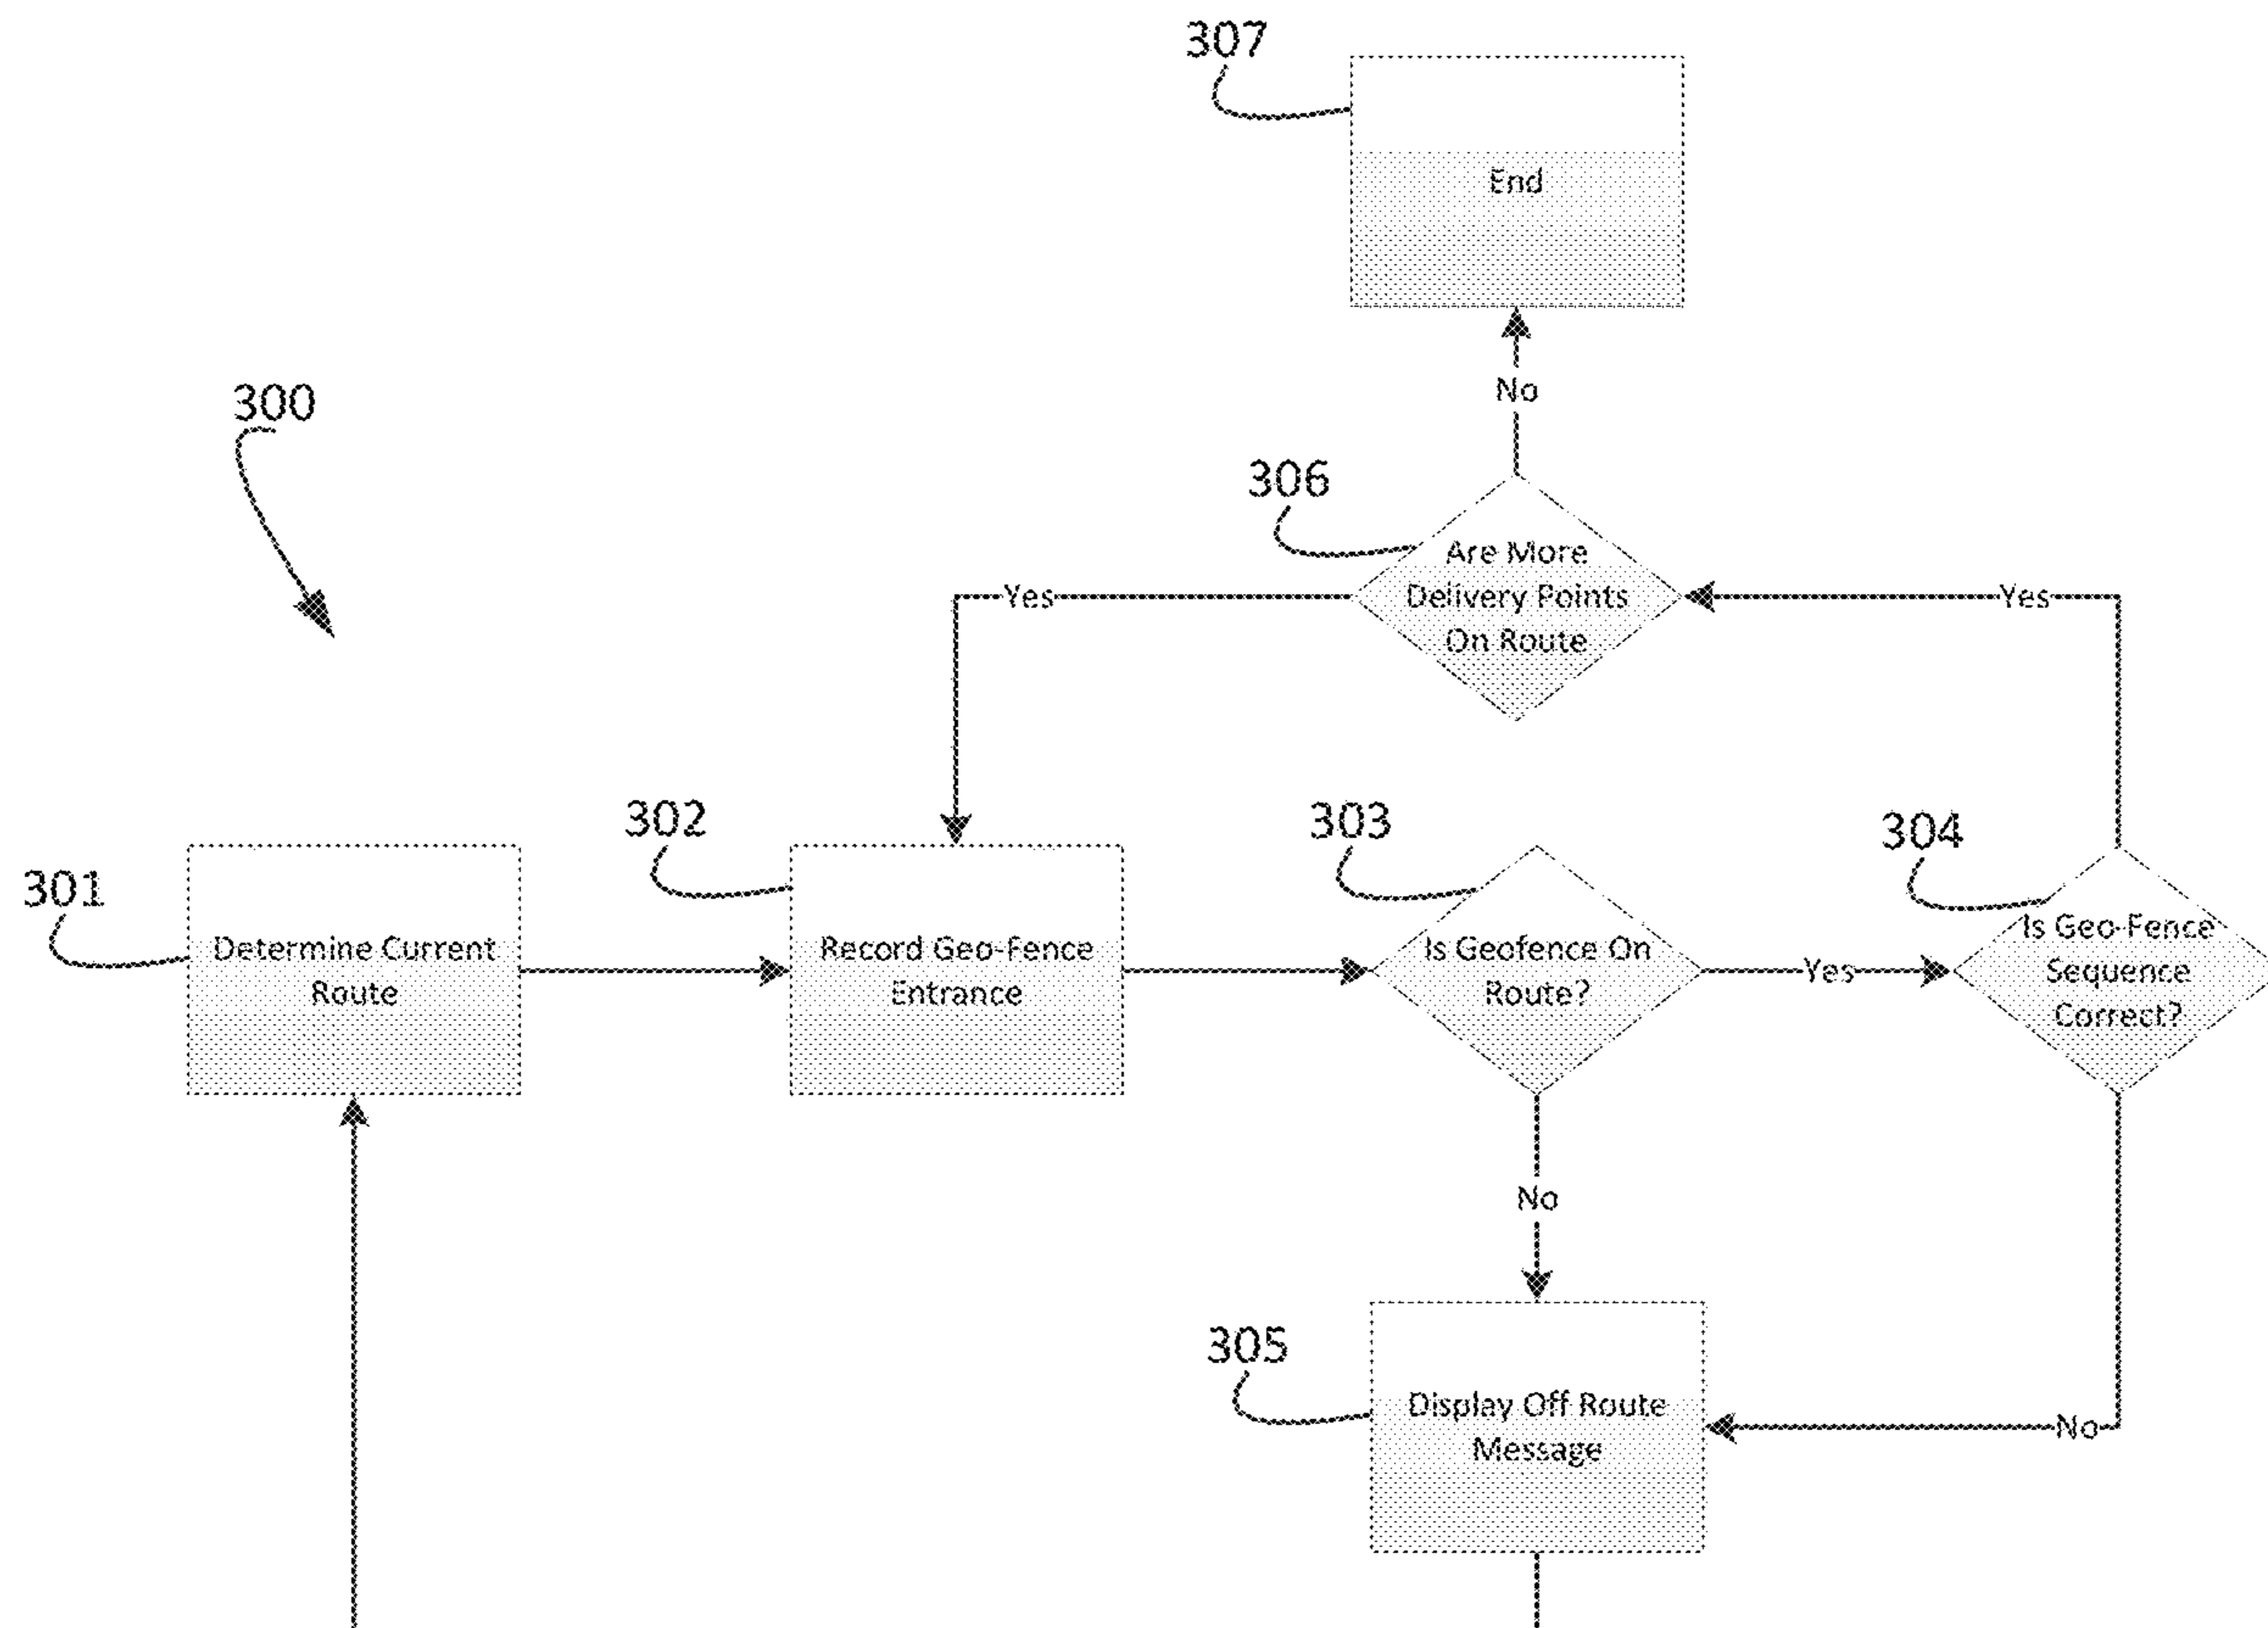 307
End
No
300
306
Are More
Delivery Points
On Route
Yes
Yes
302
303
304
301
Determine Current
Route
Record Geo-Fence
Entrance
Is Geofence On
Route?
Yes
Is Geo-Fence
Sequence
Correct?
No
305
Display Off Route
Message
No